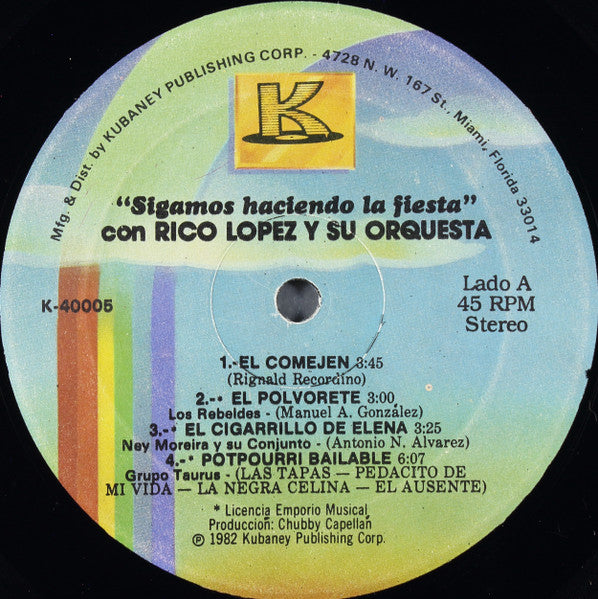 Mfg. & Dist. by KUBANEY PUBLISHING CORP. - 4728 N. W. 167 St., Miami, Florida 33014
K
"Sigamos haciendo la fiesta"
con RICO LOPEZ Y SU ORQUESTA
K-40005
Lado A
45 RPM
Stereo
1.- EL COMEJEN 3:45
(Rignald Recordino)
2.-* EL POLVORETE 3:00
Los Rebeldes - (Manuel A. González)
3.-* EL CIGARRILLO DE ELENA 3:25
Ney Moreira y su Conjunto - (Antonio N. Alvarez)
4.-* POTPOURRI BAILABLE 6:07
Grupo Taurus - (LAS TAPAS — PEDACITO DE
MI VIDA — LA NEGRA CELINA — EL AUSENTE)
* Licencia Emporio Musical
Produccion: Chubby Capellan
℗ 1982 Kubaney Publishing Corp.